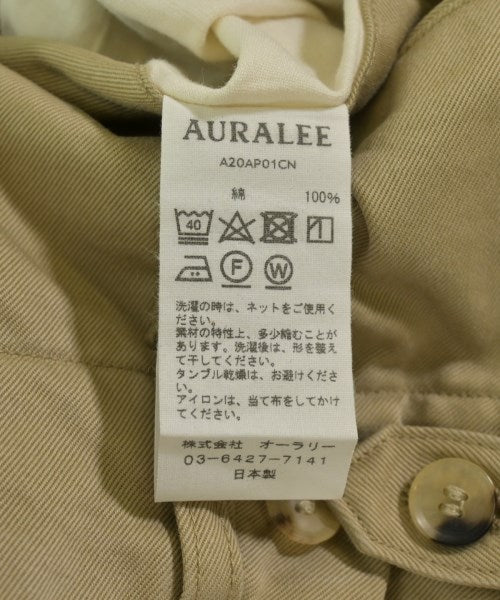 AURALEE
A20AP01CN
綿 100%
40
F W
洗濯の時は、ネットをご使用く
ださい。
素材の特性上、多少縮むことが
あります。洗濯後は、形を整え
て干してください。
タンブル乾燥は、お避けくださ
い。
アイロンは、当て布をしてかけ
てください。
株式会社 オーラリー
03-6427-7141
日本製